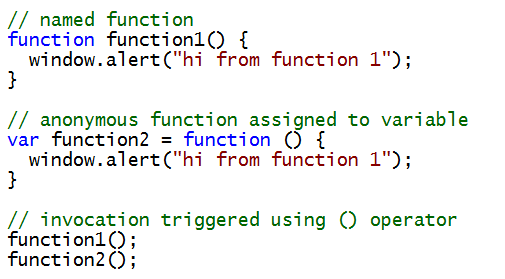 // named function
function function1() {
  window.alert("hi from function 1");
}

// anonymous function assigned to variable
var function2 = function () {
  window.alert("hi from function 1");
}

// invocation triggered using () operator
function1();
function2();